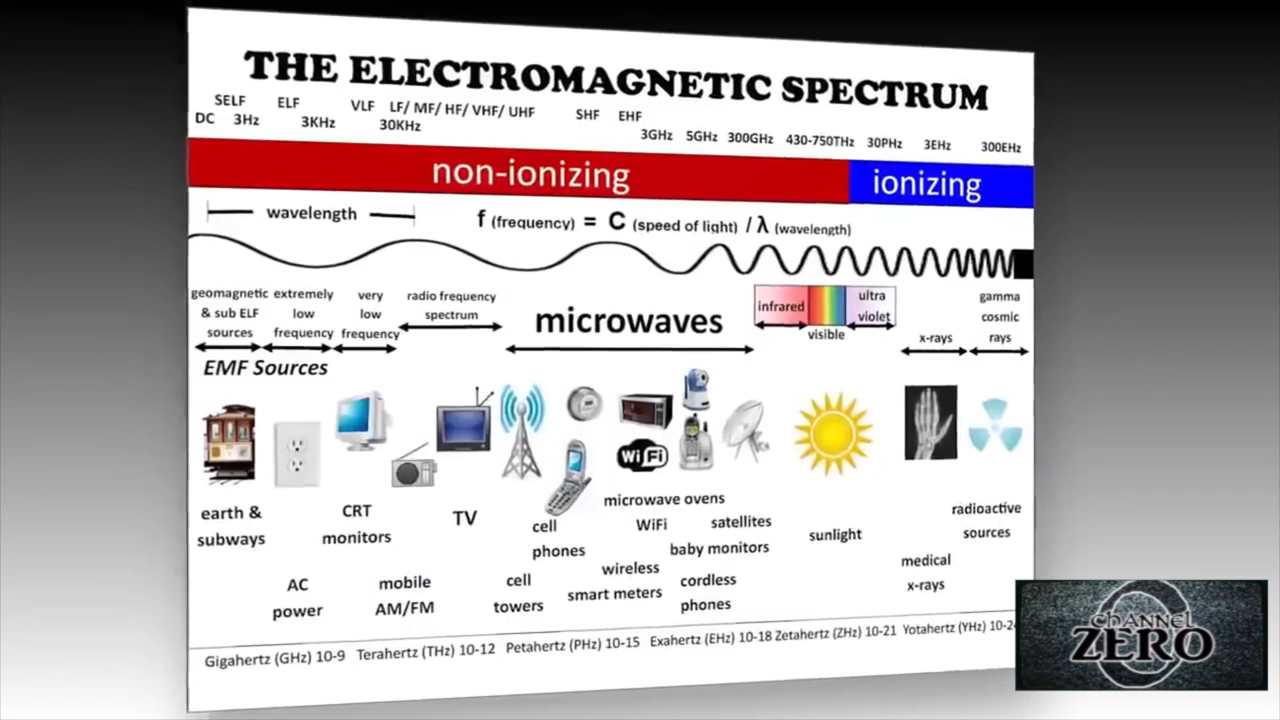 THE ELECTROMAGNETIC SPECTRUM
SELF ELF VLF LF/ MF/ HF/ VHF/ UHF SHF EHF
DC 3Hz 3KHz 30KHz 3GHz 5GHz 300GHz 430-750THz 30PHz 3EHz 300EHz
non-ionizing ionizing
wavelength f (frequency) = C (speed of light) / λ (wavelength)
geomagnetic
& sub ELF
sources
extremely
low
frequency
very
low
frequency
radio frequency
spectrum
microwaves
infrared
visible
ultra
violet
x-rays
gamma
cosmic
rays
EMF Sources
WiFi
earth &
subways
AC
power
CRT
monitors
mobile
AM/FM
TV
cell
phones
cell
towers
microwave ovens
WiFi
satellites
baby monitors
wireless
smart meters
cordless
phones
sunlight
medical
x-rays
radioactive
sources
Gigahertz (GHz) 10-9 Terahertz (THz) 10-12 Petahertz (PHz) 10-15 Exahertz (EHz) 10-18 Zetahertz (ZHz) 10-21 Yotahertz (YHz) 10-24
channel
ZERO